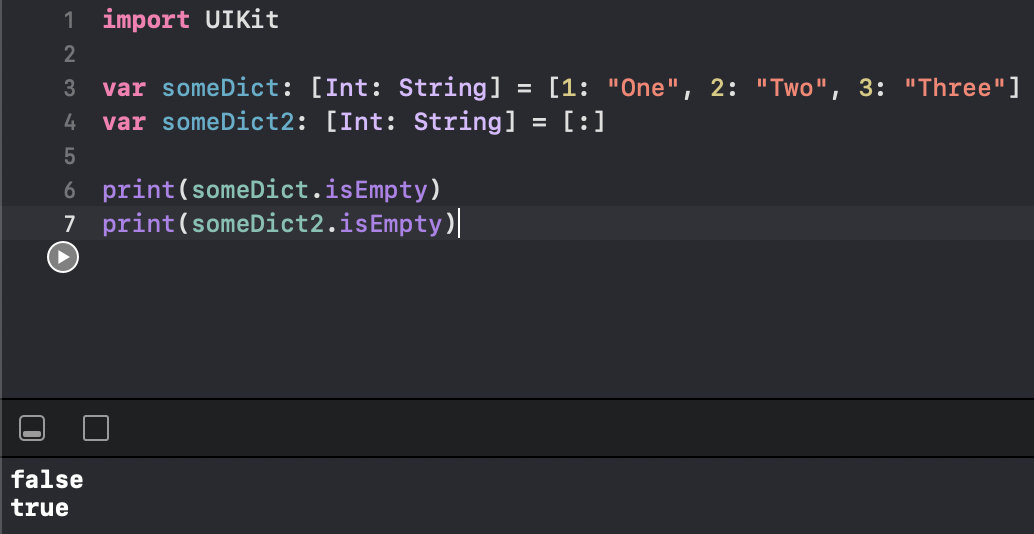 1 import UIKit
2
3 var someDict: [Int: String] = [1: "One", 2: "Two", 3: "Three"]
4 var someDict2: [Int: String] = [:]
5
6 print(someDict.isEmpty)
7 print(someDict2.isEmpty)
false
true